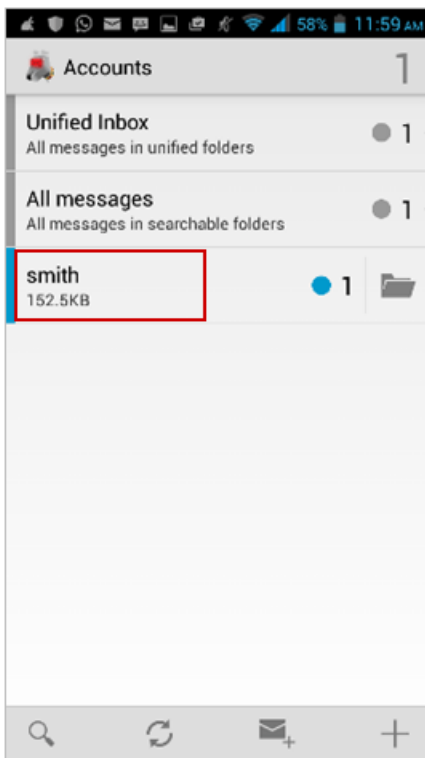 58% 11:59 AM
Accounts 1
Unified Inbox
All messages in unified folders
1
All messages
All messages in searchable folders
1
smith
152.5KB
1